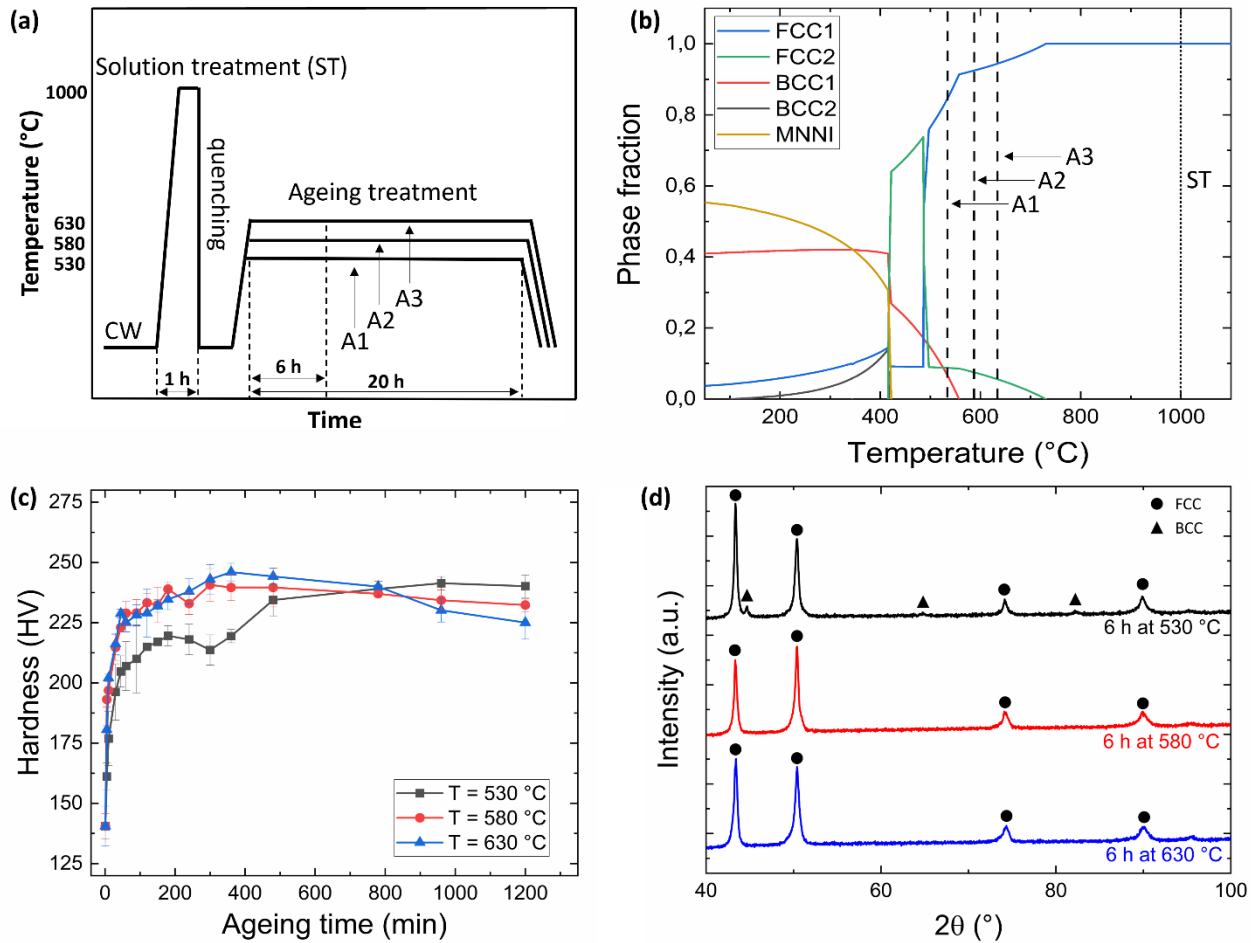 (a)
Solution treatment (ST)
1000
quenching
Ageing treatment
630
580
530
Temperature (°C)
A3
A2
A1
CW
6 h
1 h
20 h
Time
(b)
FCC1
FCC2
BCC1
BCC2
MNNI
A3
A2
A1
ST
1,0
0,8
0,6
0,4
0,2
0,0
Phase fraction
200 400 600 800 1000
Temperature (°C)
(c)
275
250
225
200
175
150
125
Hardness (HV)
T = 530 °C
T = 580 °C
T = 630 °C
0 200 400 600 800 1000 1200
Ageing time (min)
(d)
FCC
BCC
6 h at 530 °C
6 h at 580 °C
6 h at 630 °C
Intensity (a.u.)
40 60 80 100
2θ (°)